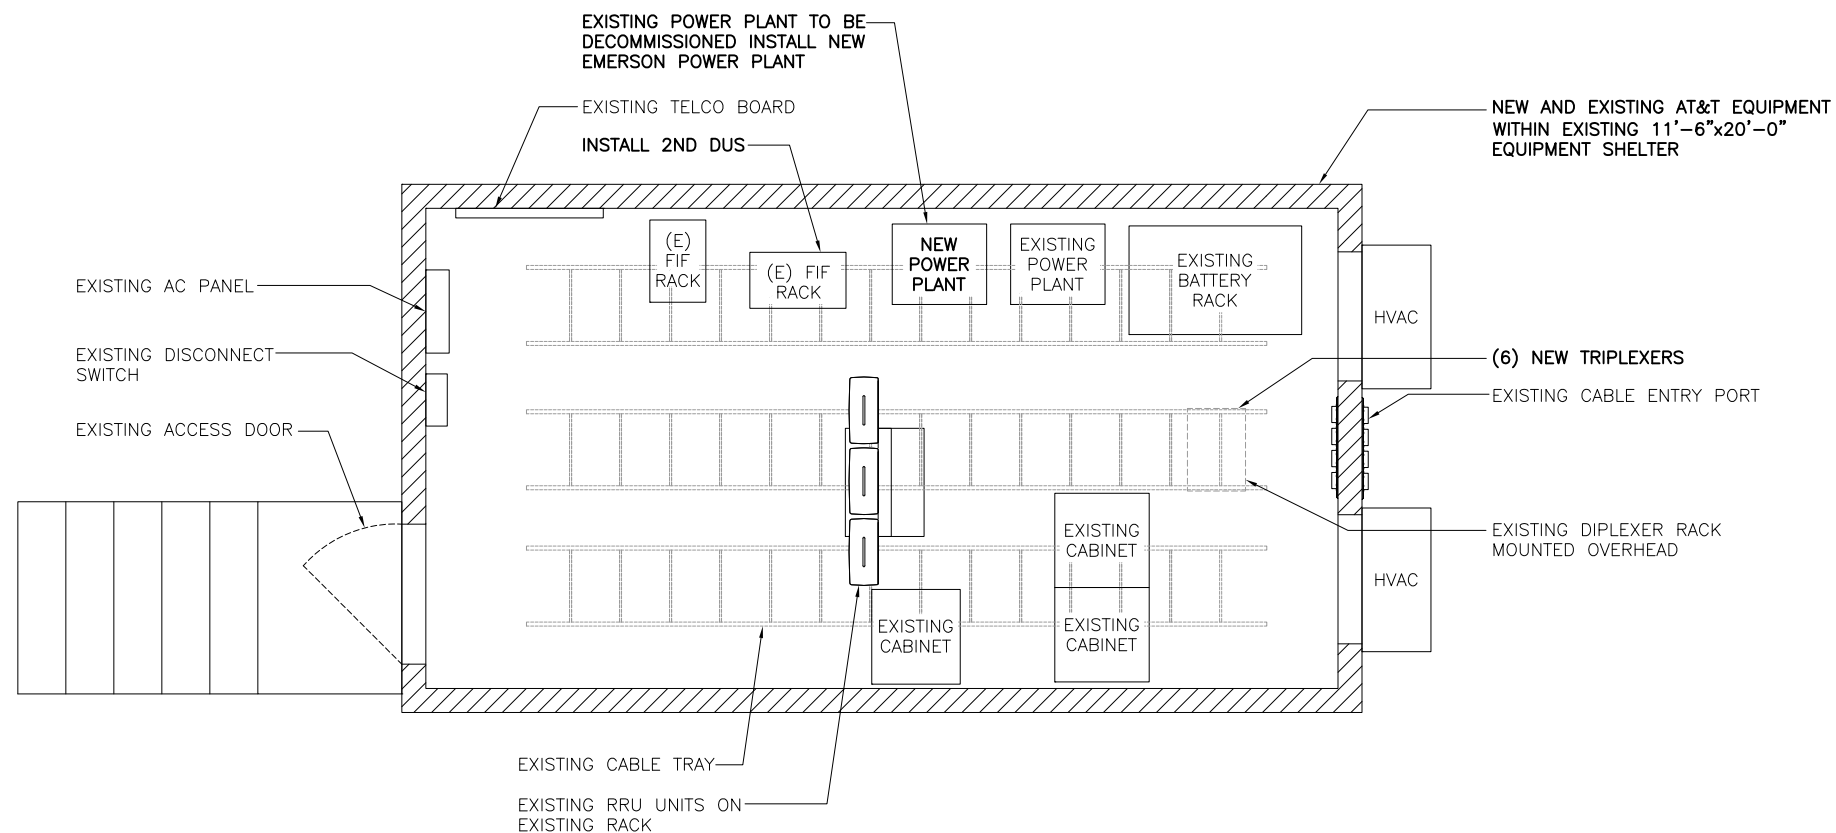 EXISTING POWER PLANT TO BE
DECOMMISSIONED INSTALL NEW
EMERSON POWER PLANT
EXISTING TELCO BOARD
INSTALL 2ND DUS
NEW AND EXISTING AT&T EQUIPMENT
WITHIN EXISTING 11'-6"x20'-0"
EQUIPMENT SHELTER
(E)
FIF
RACK
(E) FIF
RACK
NEW
POWER
PLANT
EXISTING
POWER
PLANT
EXISTING
BATTERY
RACK
HVAC
EXISTING AC PANEL
EXISTING DISCONNECT
SWITCH
EXISTING ACCESS DOOR
(6) NEW TRIPLEXERS
EXISTING CABLE ENTRY PORT
EXISTING DIPLEXER RACK
MOUNTED OVERHEAD
EXISTING
CABINET
HVAC
EXISTING
CABINET
EXISTING
CABINET
EXISTING CABLE TRAY
EXISTING RRU UNITS ON
EXISTING RACK